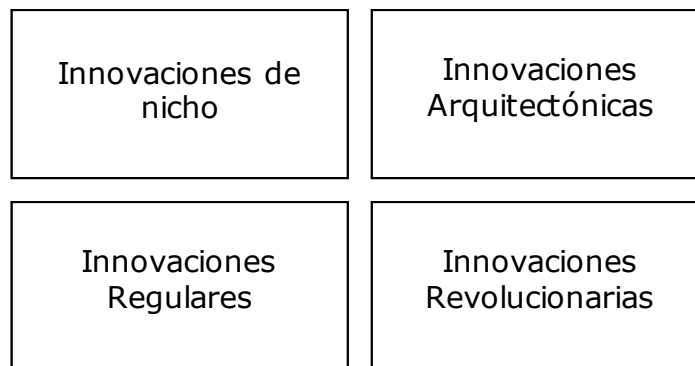 Innovaciones de
nicho
Innovaciones
Arquitectónicas
Innovaciones
Regulares
Innovaciones
Revolucionarias